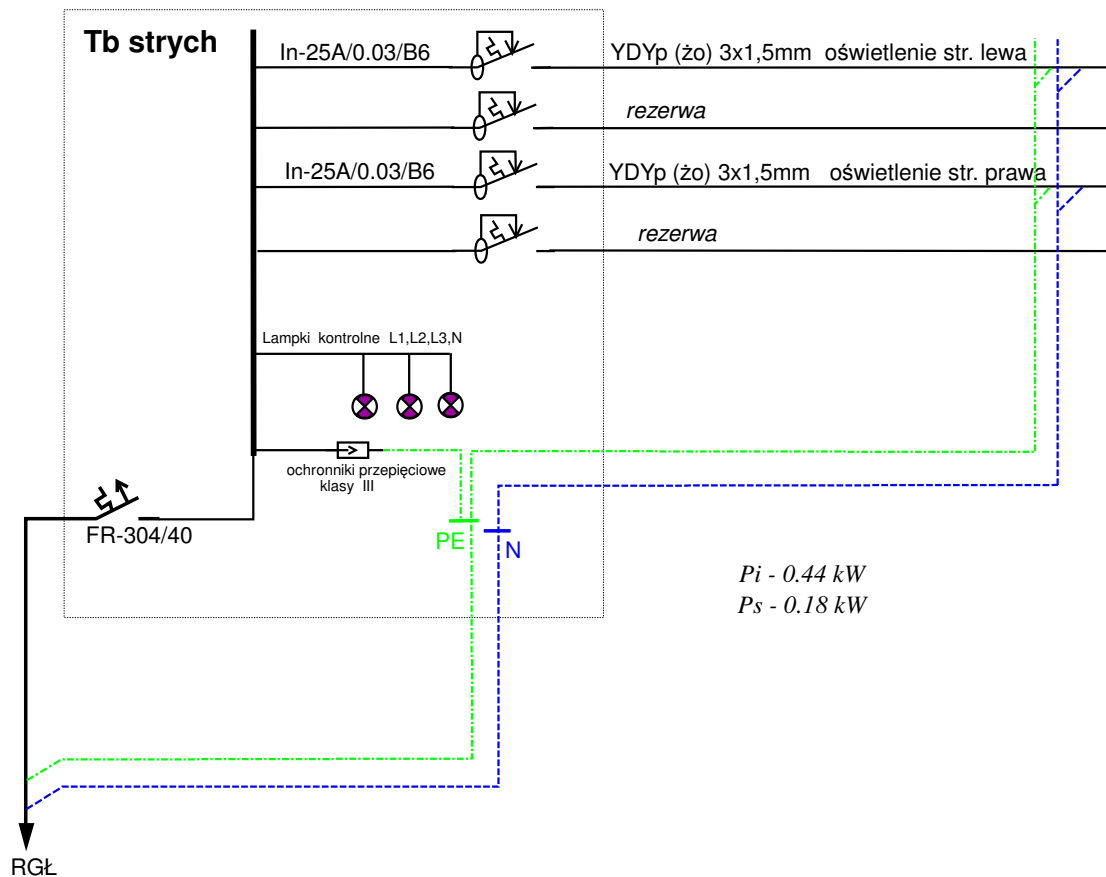 Tb strych
In-25A/0.03/B6
YDYp (żo) 3x1,5mm oświetlenie str. lewa
rezerwa
In-25A/0.03/B6
YDYp (żo) 3x1,5mm oświetlenie str. prawa
rezerwa
Lampki kontrolne L1,L2,L3,N
ochronniki przepięciowe
klasy III
FR-304/40
PE
N
Pi - 0.44 kW
Ps - 0.18 kW
RGŁ